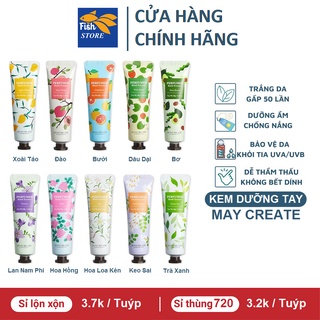 Fish
STORE
CỬA HÀNG
CHÍNH HÃNG
TRẮNG DA
GẤP 50 LẦN
DƯỠNG ẨM
CHỐNG NẮNG
BẢO VỆ DA
KHỎI TIA UVA/UVB
DỄ THẨM THẤU
KHÔNG BẾT DÍNH
Xoài Táo
Đào
Bưởi
Dâu Dại
Bơ
KEM DƯỠNG TAY
MAY CREATE
Lan Nam Phi
Hoa Hồng
Hoa Loa Kèn
Keo Sai
Trà Xanh
Sỉ lộn xộn
3.7k / Tuýp
Sỉ thùng 720
3.2k / Tuýp